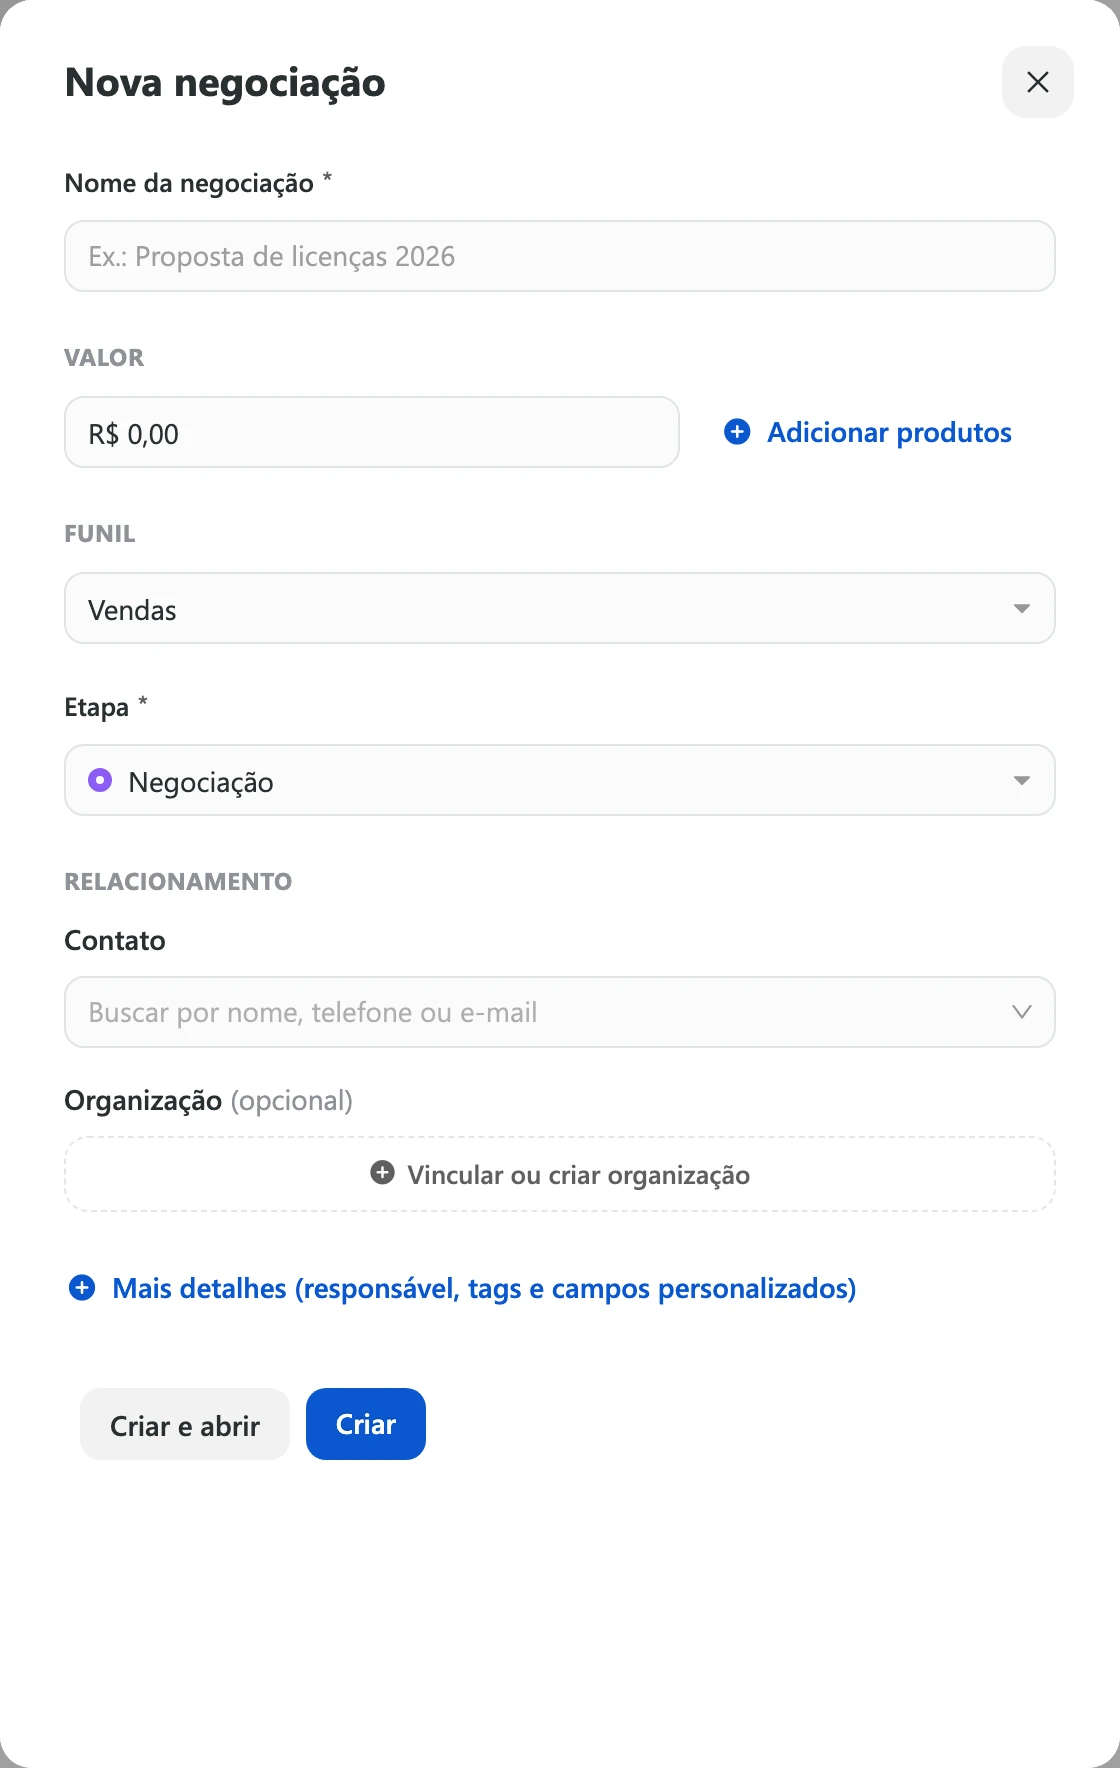 Nova negociação
Nome da negociação *
Ex.: Proposta de licenças 2026
VALOR
R$ 0,00
Adicionar produtos
FUNIL
Vendas
Etapa *
Negociação
RELACIONAMENTO
Contato
Buscar por nome, telefone ou e-mail
Organização (opcional)
Vincular ou criar organização
Mais detalhes (responsável, tags e campos personalizados)
Criar e abrir
Criar